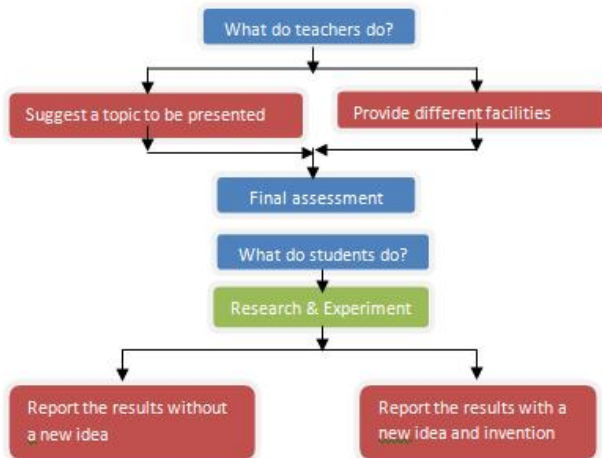 What do teachers do?
Suggest a topic to be presented
Provide different facilities
Final assessment
What do students do?
Research & Experiment
Report the results without
a new idea
Report the results with a
new idea and invention